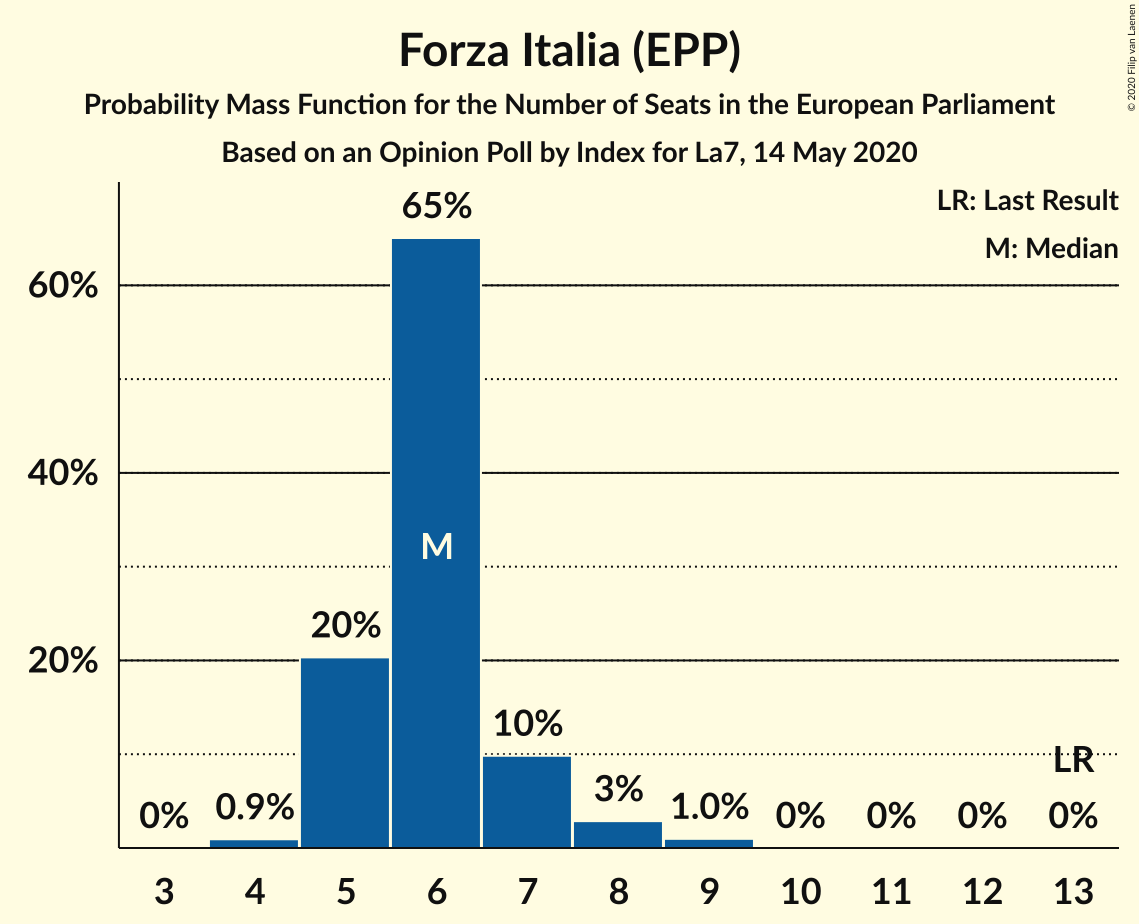 © 2020 Filip van Laenen
Forza Italia (EPP)
Probability Mass Function for the Number of Seats in the European Parliament
Based on an Opinion Poll by Index for La7, 14 May 2020
LR: Last Result
M: Median
65%
60%
40%
M
20%
20%
10%
LR
0% 0.9% 3% 1.0% 0% 0% 0% 0%
3 4 5 6 7 8 9 10 11 12 13